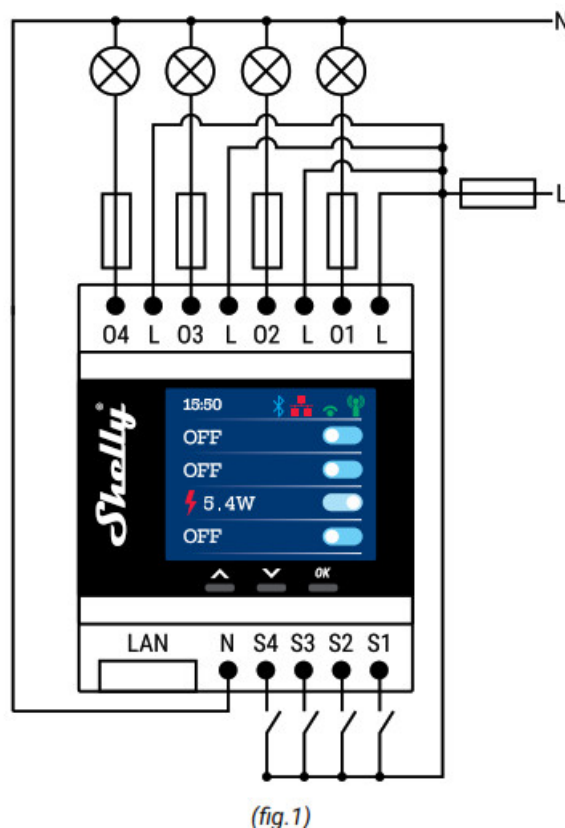 N
L
O4 L O3 L O2 L O1 L
Shelly®
15:50
OFF
OFF
5.4W
OFF
OK
LAN N S4 S3 S2 S1
(fig.1)